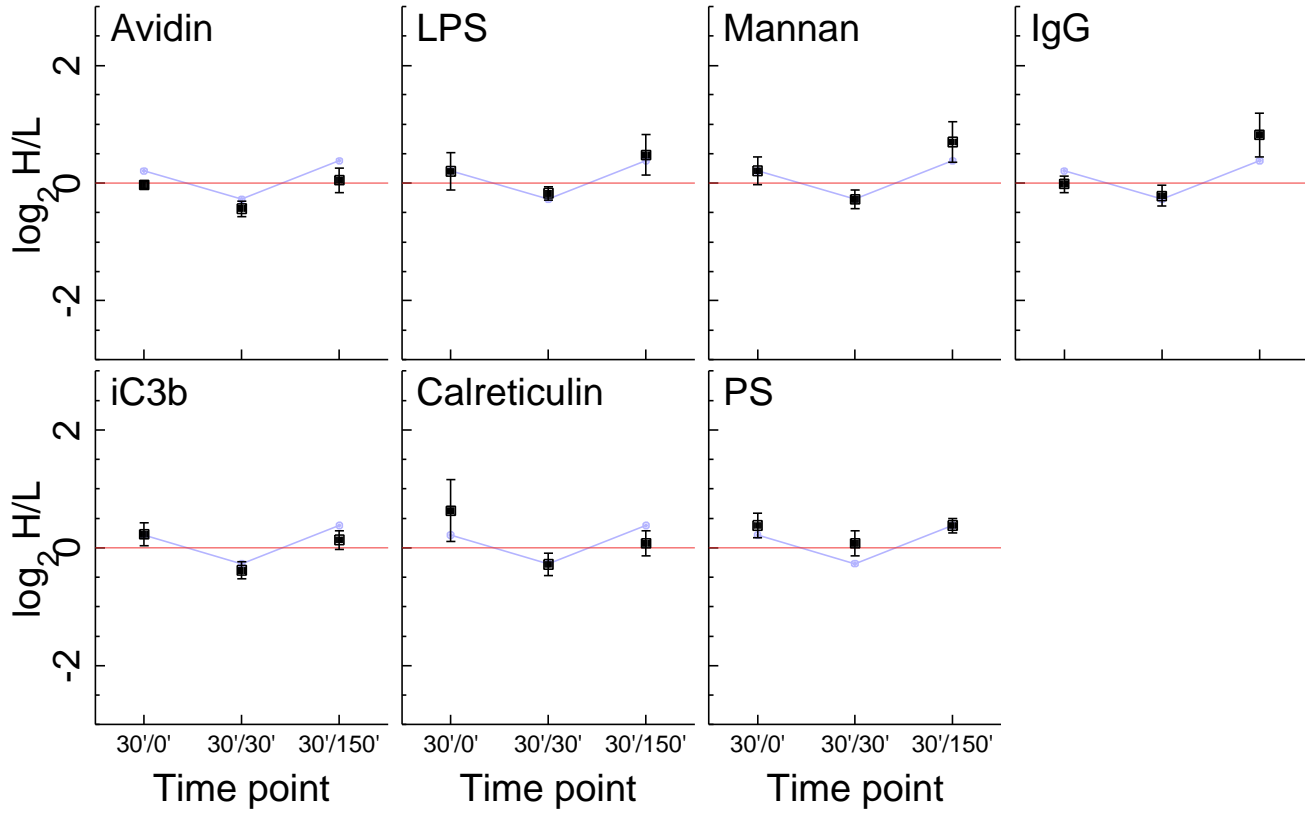 Avidin LPS Mannan IgG
2
0
-2
log2 H/L
iC3b Calreticulin PS
2
0
-2
log2 H/L
30'/0' 30'/30' 30'/150' 30'/0' 30'/30' 30'/150' 30'/0' 30'/30' 30'/150'
Time point Time point Time point